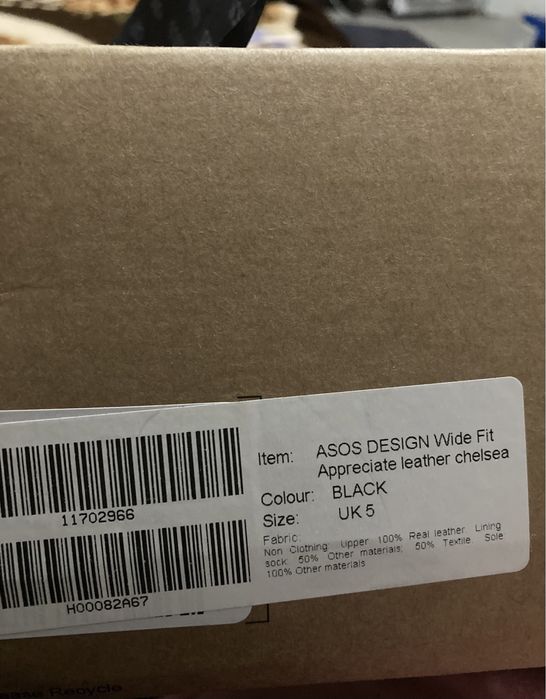 11702966
H00082A67
Item: ASOS DESIGN Wide Fit
Appreciate leather chelsea
Colour: BLACK
Size: UK 5
Fabric:
Non Clothing: Upper 100% Real leather. Lining
sock: 50% Other materials; 50% Textile. Sole:
100% Other materials
Recycle